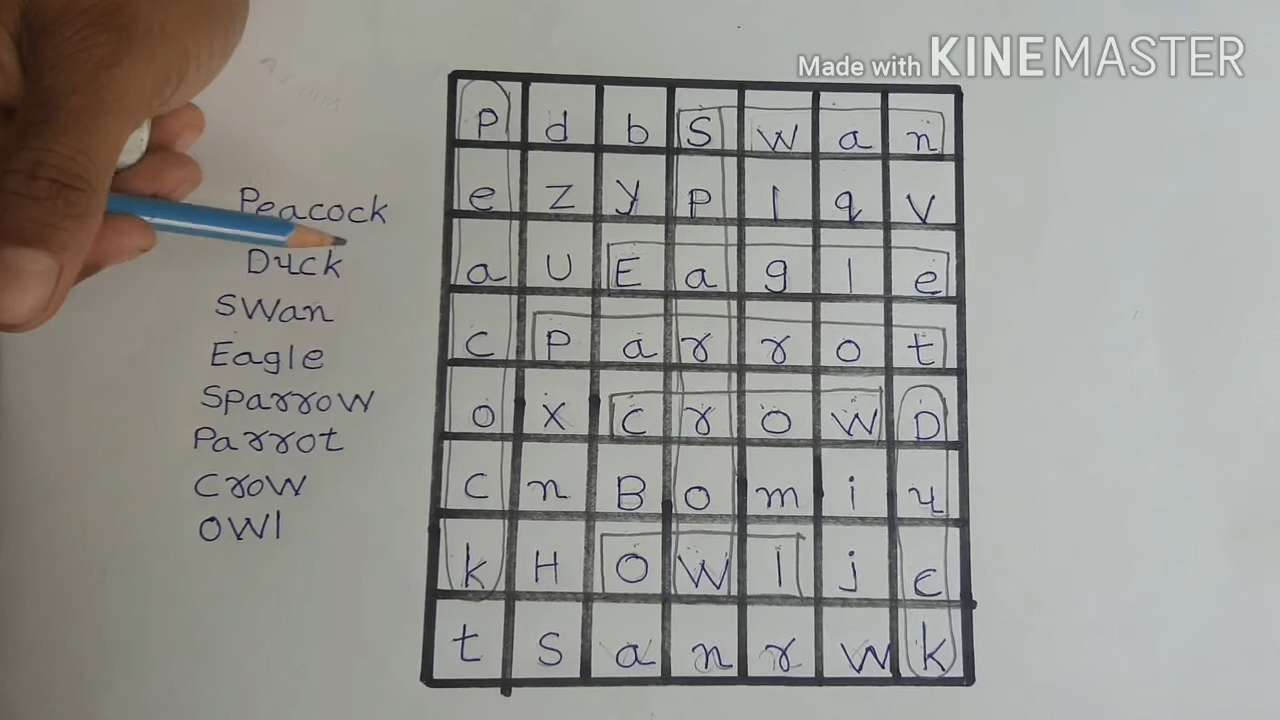 Made with KINEMASTER
P d b S W a n
e z y P l q v
a U E a g l e
c P a r r o t
o x c r o w D
c n B o m i u
k H O W l j c
t S a n r w k
Peacock
Duck
Swan
Eagle
Sparrow
Parrot
Crow
Owl